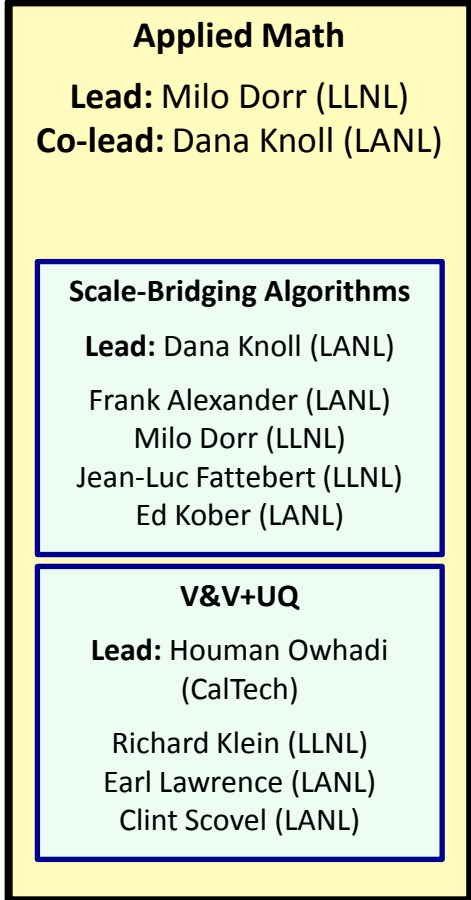 Applied Math
Lead: Milo Dorr (LLNL)
Co-lead: Dana Knoll (LANL)
Scale-Bridging Algorithms
Lead: Dana Knoll (LANL)
Frank Alexander (LANL)
Milo Dorr (LLNL)
Jean-Luc Fattebert (LLNL)
Ed Kober (LANL)
V&V+UQ
Lead: Houman Owhadi
(CalTech)
Richard Klein (LLNL)
Earl Lawrence (LANL)
Clint Scovel (LANL)